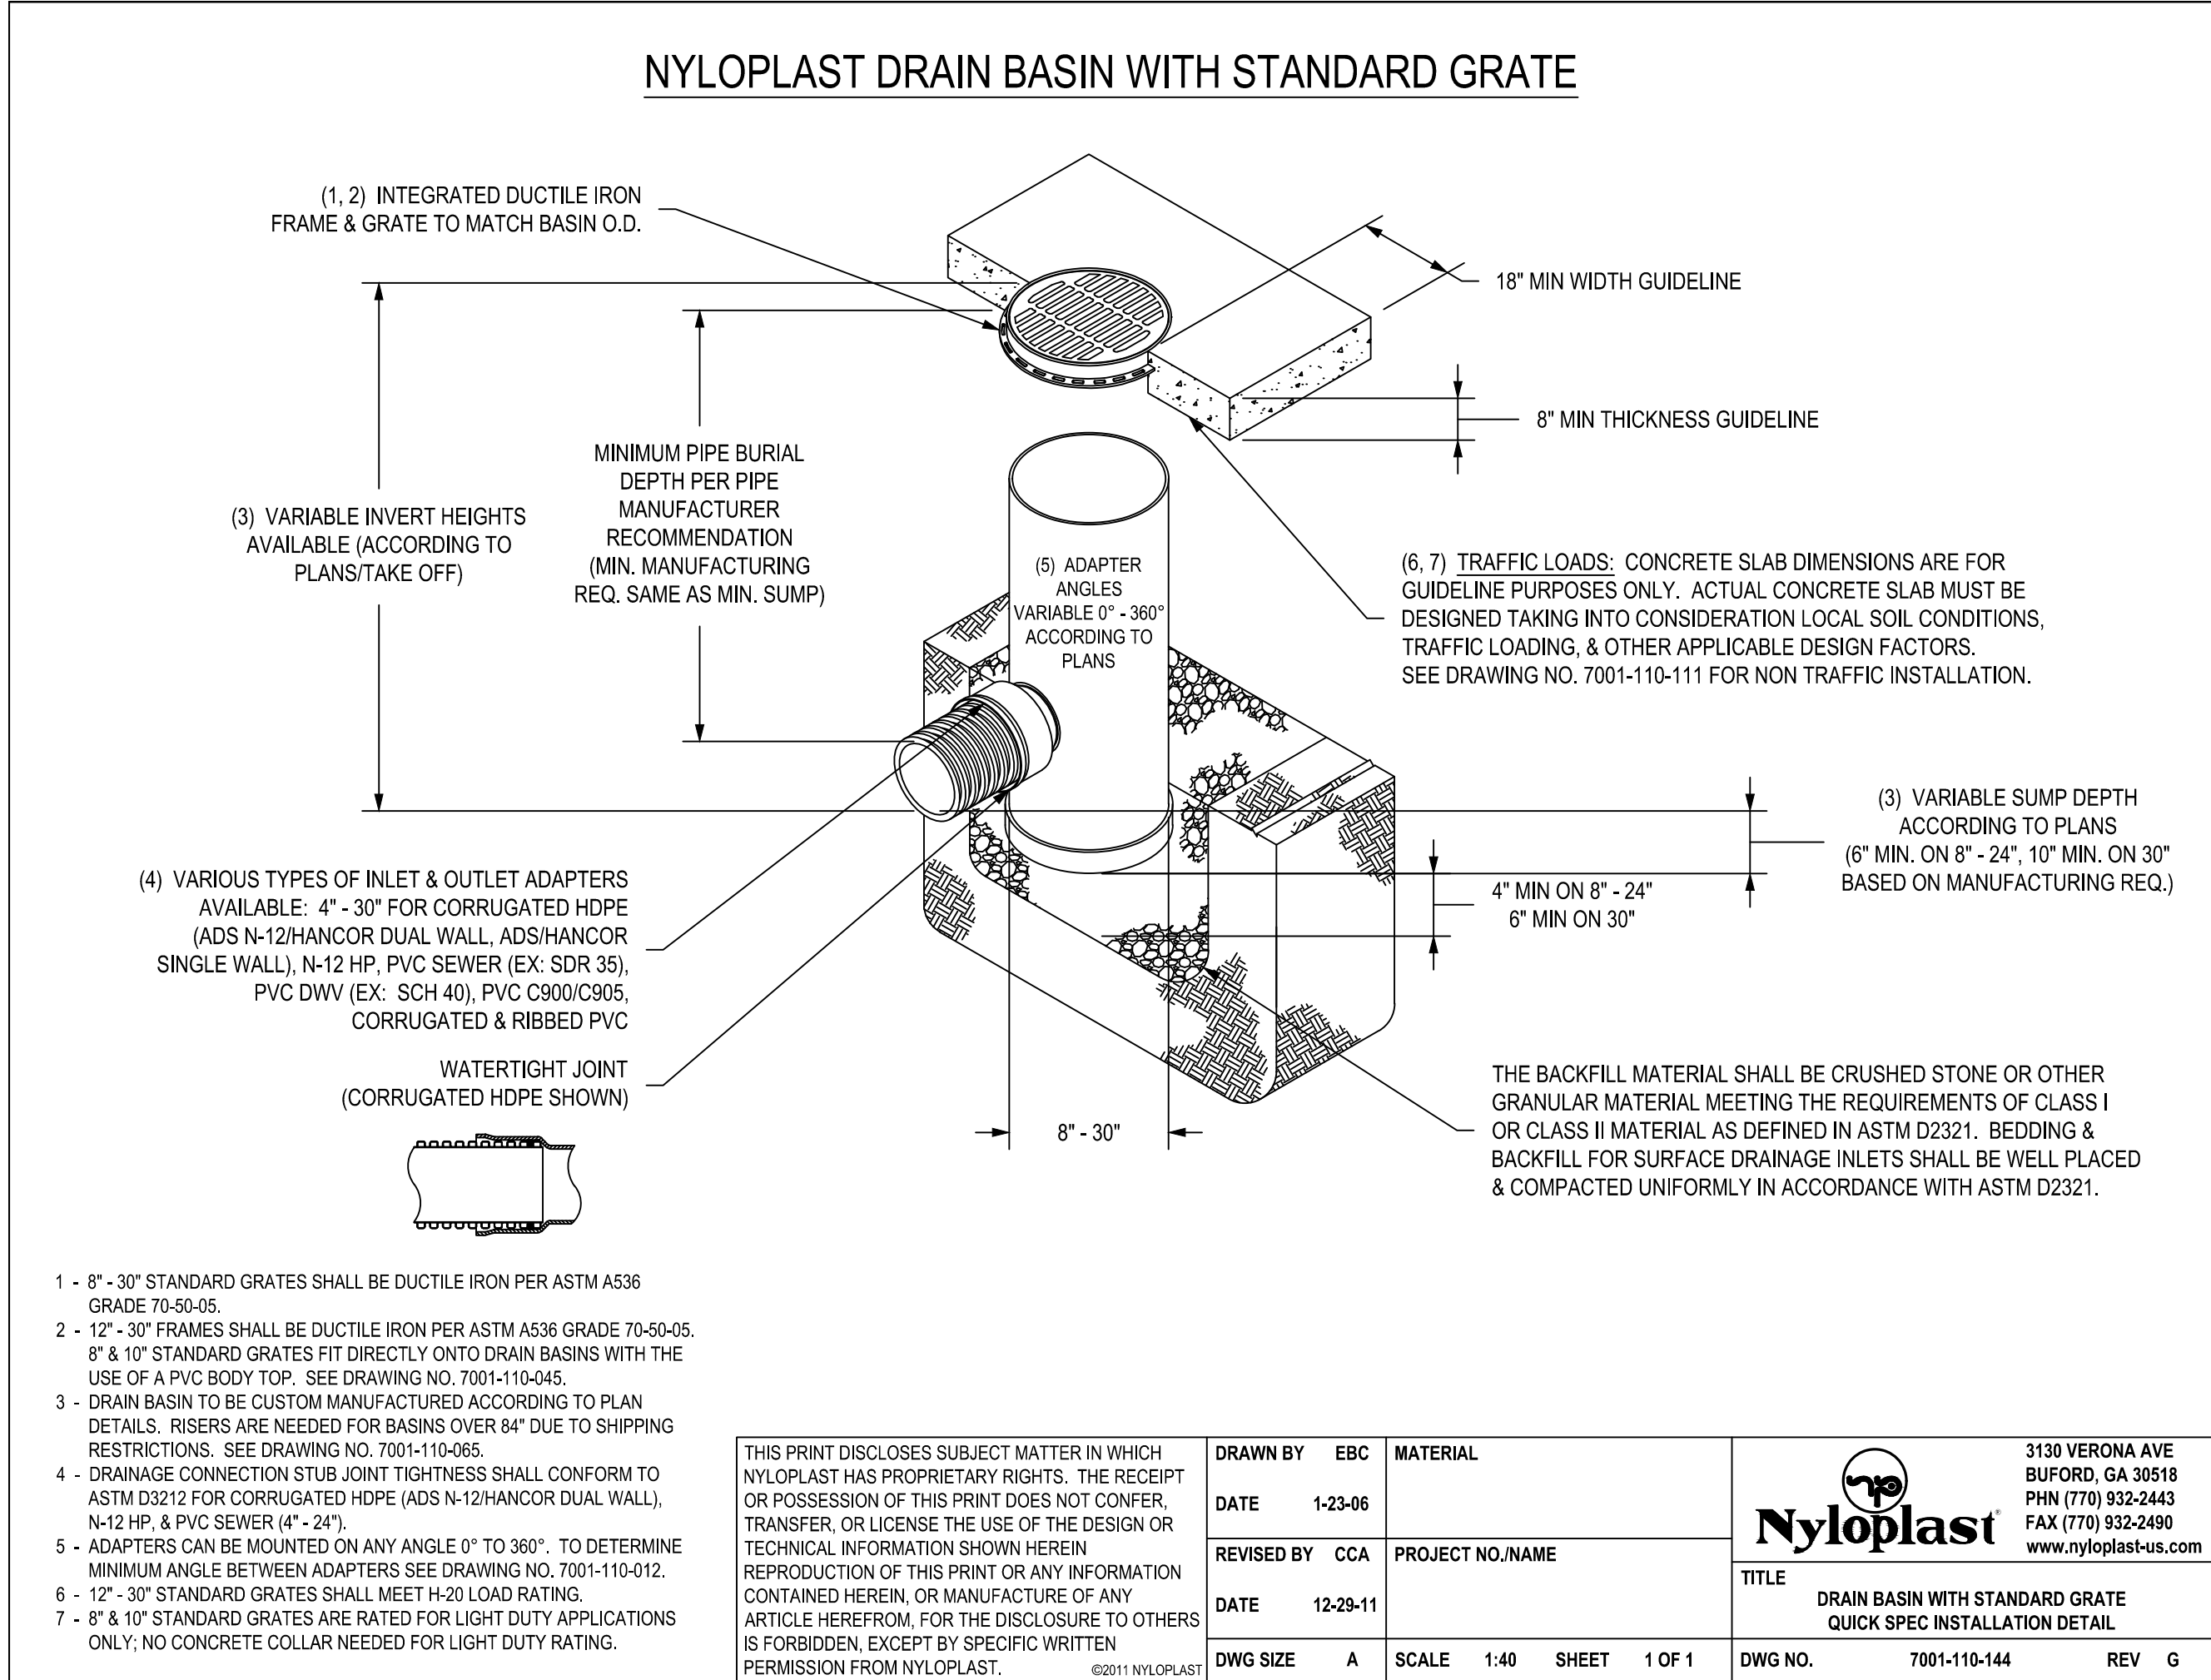 NYLOPLAST DRAIN BASIN WITH STANDARD GRATE
(1, 2) INTEGRATED DUCTILE IRON
FRAME & GRATE TO MATCH BASIN O.D.
18" MIN WIDTH GUIDELINE
8" MIN THICKNESS GUIDELINE
MINIMUM PIPE BURIAL
DEPTH PER PIPE
MANUFACTURER
RECOMMENDATION
(MIN. MANUFACTURING
REQ. SAME AS MIN. SUMP)
(3) VARIABLE INVERT HEIGHTS
AVAILABLE (ACCORDING TO
PLANS/TAKE OFF)
(5) ADAPTER
ANGLES
VARIABLE 0° - 360°
ACCORDING TO
PLANS
(6, 7) TRAFFIC LOADS: CONCRETE SLAB DIMENSIONS ARE FOR
GUIDELINE PURPOSES ONLY. ACTUAL CONCRETE SLAB MUST BE
DESIGNED TAKING INTO CONSIDERATION LOCAL SOIL CONDITIONS,
TRAFFIC LOADING, & OTHER APPLICABLE DESIGN FACTORS.
SEE DRAWING NO. 7001-110-111 FOR NON TRAFFIC INSTALLATION.
(3) VARIABLE SUMP DEPTH
ACCORDING TO PLANS
(6" MIN. ON 8" - 24", 10" MIN. ON 30"
BASED ON MANUFACTURING REQ.)
4" MIN ON 8" - 24"
6" MIN ON 30"
(4) VARIOUS TYPES OF INLET & OUTLET ADAPTERS
AVAILABLE: 4" - 30" FOR CORRUGATED HDPE
(ADS N-12/HANCOR DUAL WALL, ADS/HANCOR
SINGLE WALL), N-12 HP, PVC SEWER (EX: SDR 35),
PVC DWV (EX: SCH 40), PVC C900/C905,
CORRUGATED & RIBBED PVC
WATERTIGHT JOINT
(CORRUGATED HDPE SHOWN)
8" - 30"
THE BACKFILL MATERIAL SHALL BE CRUSHED STONE OR OTHER
GRANULAR MATERIAL MEETING THE REQUIREMENTS OF CLASS I
OR CLASS II MATERIAL AS DEFINED IN ASTM D2321. BEDDING &
BACKFILL FOR SURFACE DRAINAGE INLETS SHALL BE WELL PLACED
& COMPACTED UNIFORMLY IN ACCORDANCE WITH ASTM D2321.
1 - 8" - 30" STANDARD GRATES SHALL BE DUCTILE IRON PER ASTM A536
GRADE 70-50-05.
2 - 12" - 30" FRAMES SHALL BE DUCTILE IRON PER ASTM A536 GRADE 70-50-05.
8" & 10" STANDARD GRATES FIT DIRECTLY ONTO DRAIN BASINS WITH THE
USE OF A PVC BODY TOP. SEE DRAWING NO. 7001-110-045.
3 - DRAIN BASIN TO BE CUSTOM MANUFACTURED ACCORDING TO PLAN
DETAILS. RISERS ARE NEEDED FOR BASINS OVER 84" DUE TO SHIPPING
RESTRICTIONS. SEE DRAWING NO. 7001-110-065.
4 - DRAINAGE CONNECTION STUB JOINT TIGHTNESS SHALL CONFORM TO
ASTM D3212 FOR CORRUGATED HDPE (ADS N-12/HANCOR DUAL WALL),
N-12 HP, & PVC SEWER (4" - 24").
5 - ADAPTERS CAN BE MOUNTED ON ANY ANGLE 0° TO 360°. TO DETERMINE
MINIMUM ANGLE BETWEEN ADAPTERS SEE DRAWING NO. 7001-110-012.
6 - 12" - 30" STANDARD GRATES SHALL MEET H-20 LOAD RATING.
7 - 8" & 10" STANDARD GRATES ARE RATED FOR LIGHT DUTY APPLICATIONS
ONLY; NO CONCRETE COLLAR NEEDED FOR LIGHT DUTY RATING.
THIS PRINT DISCLOSES SUBJECT MATTER IN WHICH
NYLOPLAST HAS PROPRIETARY RIGHTS. THE RECEIPT
OR POSSESSION OF THIS PRINT DOES NOT CONFER,
TRANSFER, OR LICENSE THE USE OF THE DESIGN OR
TECHNICAL INFORMATION SHOWN HEREIN
REPRODUCTION OF THIS PRINT OR ANY INFORMATION
CONTAINED HEREIN, OR MANUFACTURE OF ANY
ARTICLE HEREFROM, FOR THE DISCLOSURE TO OTHERS
IS FORBIDDEN, EXCEPT BY SPECIFIC WRITTEN
PERMISSION FROM NYLOPLAST.
©2011 NYLOPLAST
DRAWN BY EBC
DATE 1-23-06
REVISED BY CCA
DATE 12-29-11
DWG SIZE A
MATERIAL
PROJECT NO./NAME
SCALE 1:40 SHEET 1 OF 1
Nyloplast®
3130 VERONA AVE
BUFORD, GA 30518
PHN (770) 932-2443
FAX (770) 932-2490
www.nyloplast-us.com
TITLE
DRAIN BASIN WITH STANDARD GRATE
QUICK SPEC INSTALLATION DETAIL
DWG NO. 7001-110-144 REV G